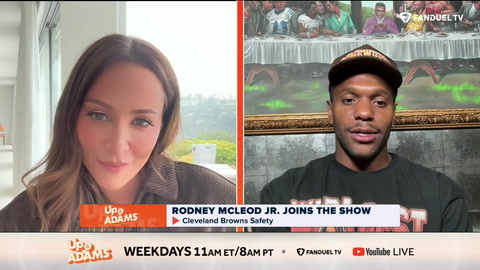 FANDUEL TV
UP & ADAMS
RODNEY MCLEOD JR. JOINS THE SHOW
Cleveland Browns Safety
UP & ADAMS
WEEKDAYS 11AM ET/8AM PT
FANDUEL TV
YouTube LIVE